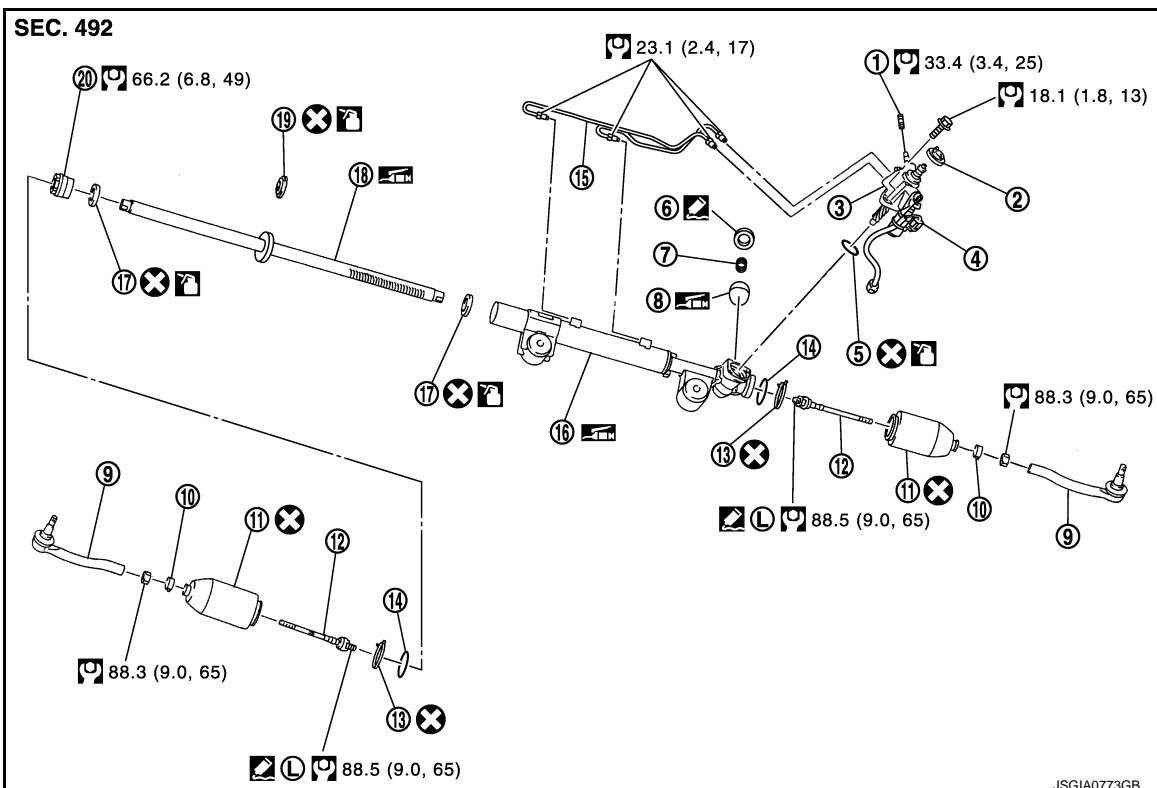 SEC. 492
23.1 (2.4, 17)
1 33.4 (3.4, 25)
18.1 (1.8, 13)
20 66.2 (6.8, 49)
19
18
15
2
3
6
4
7
17
8
5
14
17
16
13
12
88.3 (9.0, 65)
11
10
9
L 88.5 (9.0, 65)
9
10
11
12
14
88.3 (9.0, 65)
13
L 88.5 (9.0, 65)
JSGIA0773GB